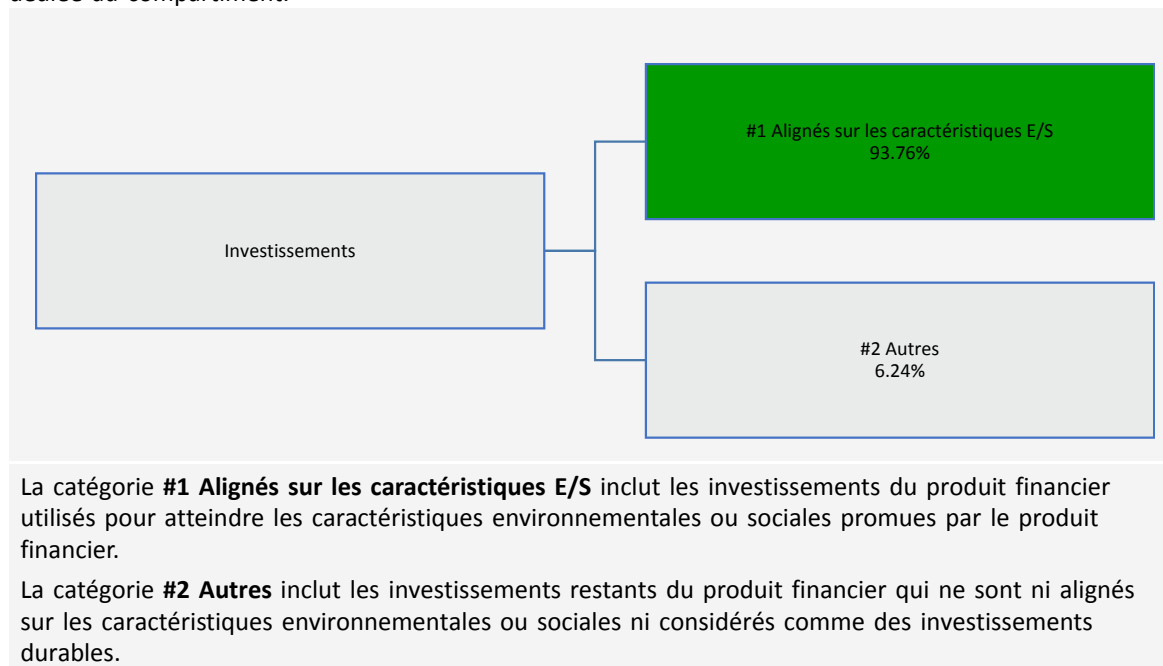 #1 Alignés sur les caractéristiques E/S
93.76%
Investissements
#2 Autres
6.24%
La catégorie #1 Alignés sur les caractéristiques E/S inclut les investissements du produit financier
utilisés pour atteindre les caractéristiques environnementales ou sociales promues par le produit
financier.
La catégorie #2 Autres inclut les investissements restants du produit financier qui ne sont ni alignés
sur les caractéristiques environnementales ou sociales ni considérés comme des investissements
durables.